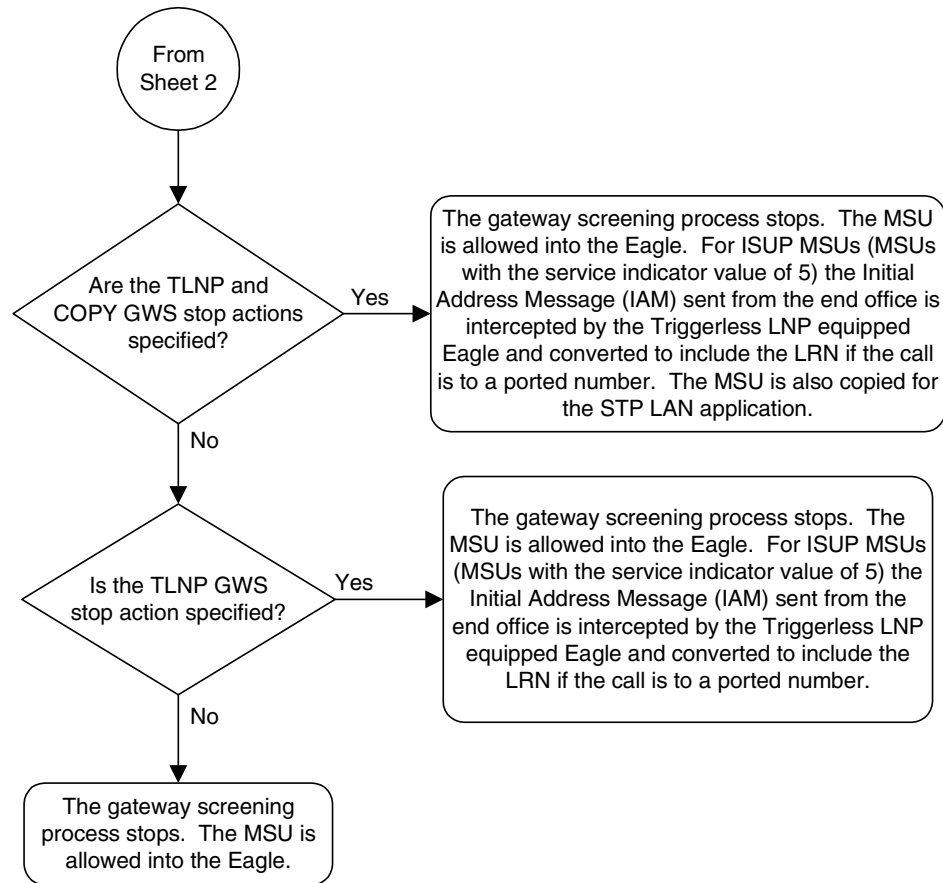 From
Sheet 2
Are the TLNP and
COPY GWS stop actions
specified?
Yes
The gateway screening process stops.  The MSU
is allowed into the Eagle.  For ISUP MSUs (MSUs
with the service indicator value of 5) the Initial
Address Message (IAM) sent from the end office is
intercepted by the Triggerless LNP equipped
Eagle and converted to include the LRN if the call
is to a ported number.  The MSU is also copied for
the STP LAN application.
No
Is the TLNP GWS
stop action specified?
Yes
The gateway screening process stops.  The
MSU is allowed into the Eagle.  For ISUP MSUs
(MSUs with the service indicator value of 5) the
Initial Address Message (IAM) sent from the
end office is intercepted by the Triggerless LNP
equipped Eagle and converted to include the
LRN if the call is to a ported number.
No
The gateway screening
process stops.  The MSU is
allowed into the Eagle.